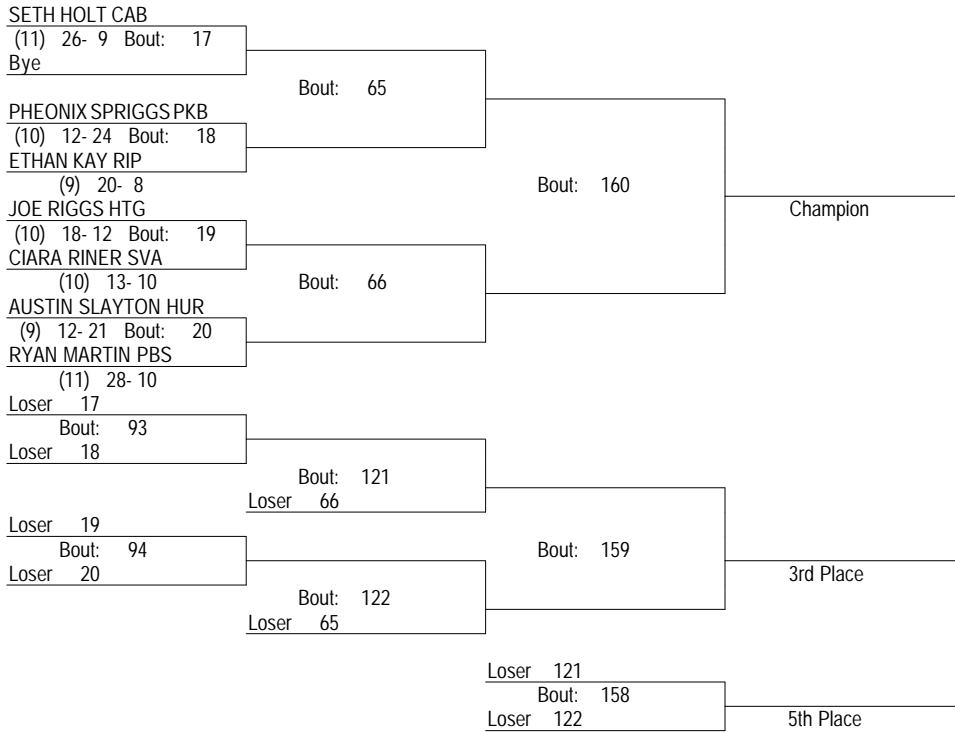 SETH HOLT CAB
(11) 26- 9 Bout: 17
Bye
Bout: 65
PHEONIX SPRIGGS PKB
(10) 12- 24 Bout: 18
ETHAN KAY RIP
(9) 20- 8
Bout: 160
JOE RIGGS HTG
Champion
(10) 18- 12 Bout: 19
CIARA RINER SVA
(10) 13- 10
Bout: 66
AUSTIN SLAYTON HUR
(9) 12- 21 Bout: 20
RYAN MARTIN PBS
(11) 28- 10
Loser 17
Bout: 93
Loser 18
Bout: 121
Loser 66
Loser 19
Bout: 94
Bout: 159
Loser 20
3rd Place
Bout: 122
Loser 65
Loser 121
Bout: 158
Loser 122
5th Place